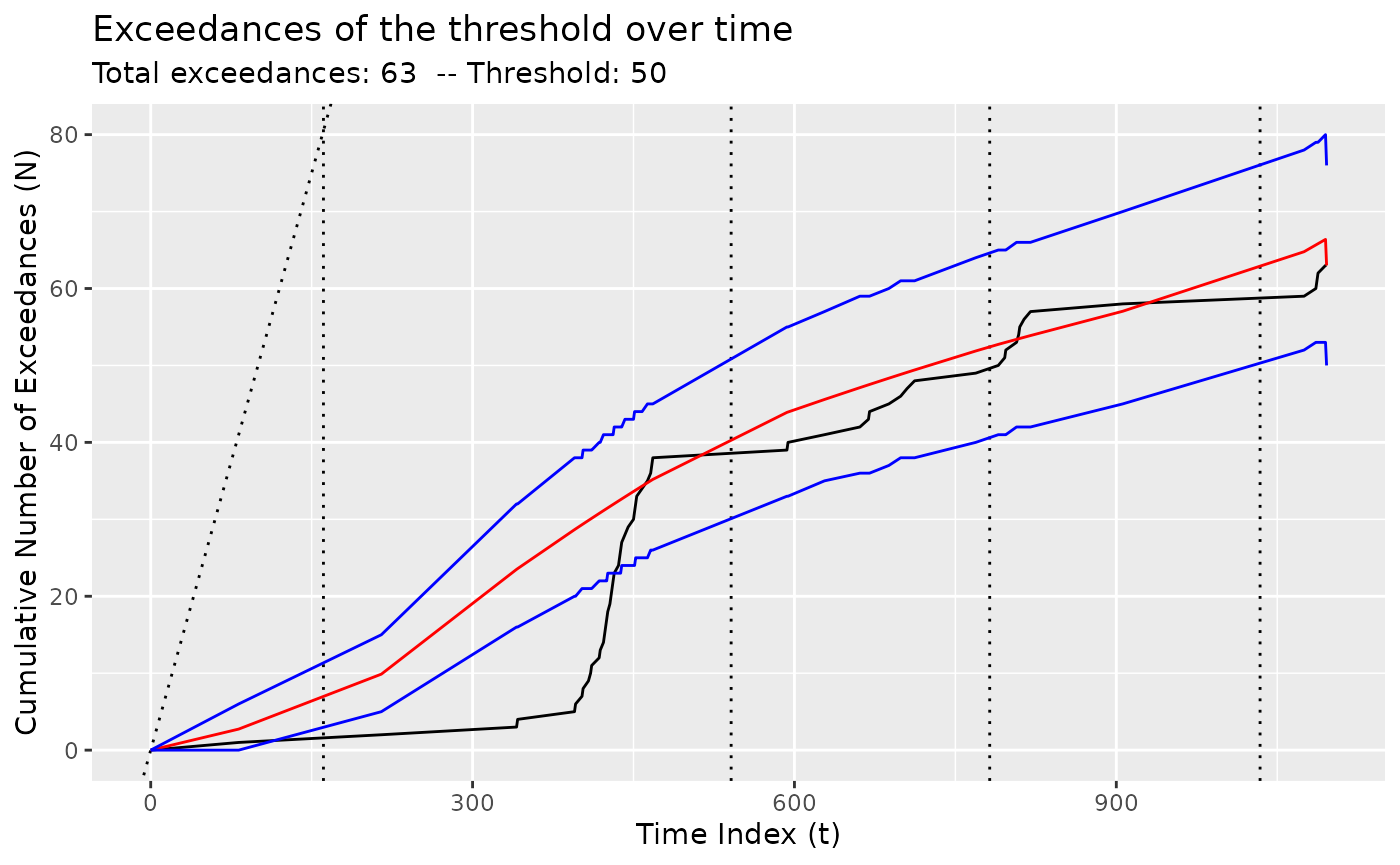 Exceedances of the threshold over time
Total exceedances: 63  -- Threshold: 50
Cumulative Number of Exceedances (N)
80
60
40
20
0
0 300 600 900
Time Index (t)